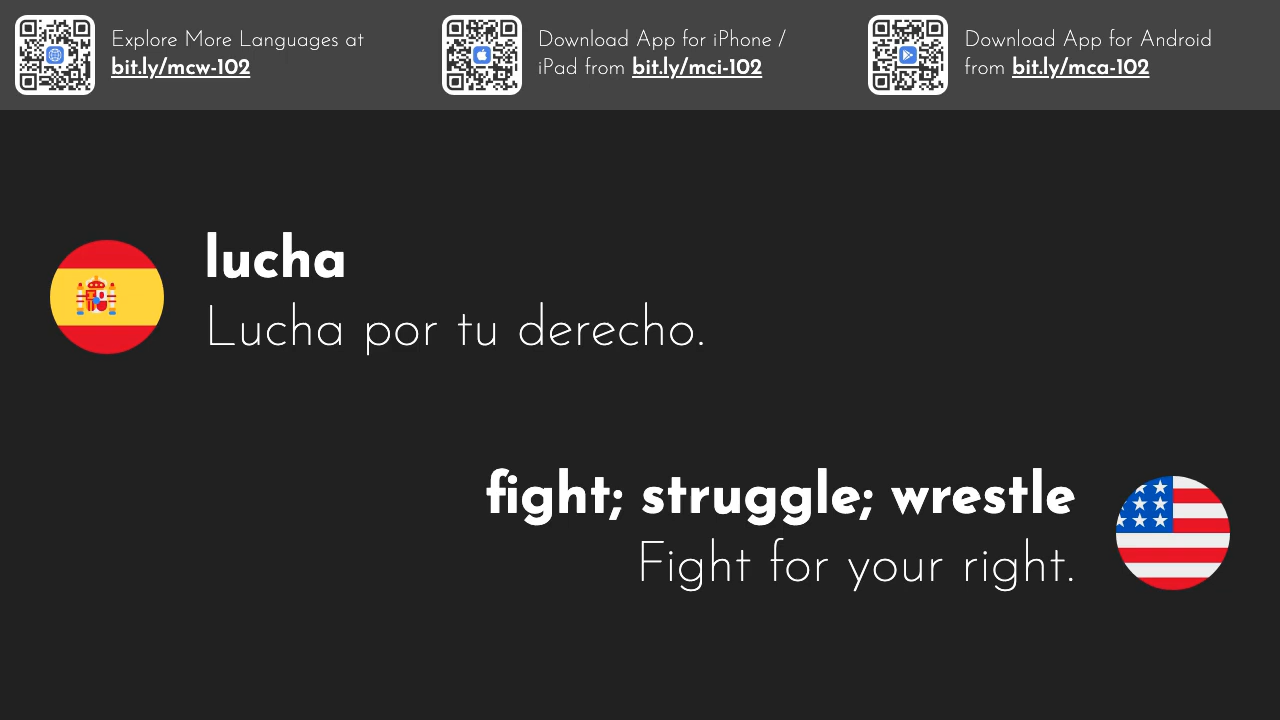 Explore More Languages at
bit.ly/mcw-102
Download App for iPhone /
iPad from bit.ly/mci-102
Download App for Android
from bit.ly/mca-102
lucha
Lucha por tu derecho.
fight; struggle; wrestle
Fight for your right.